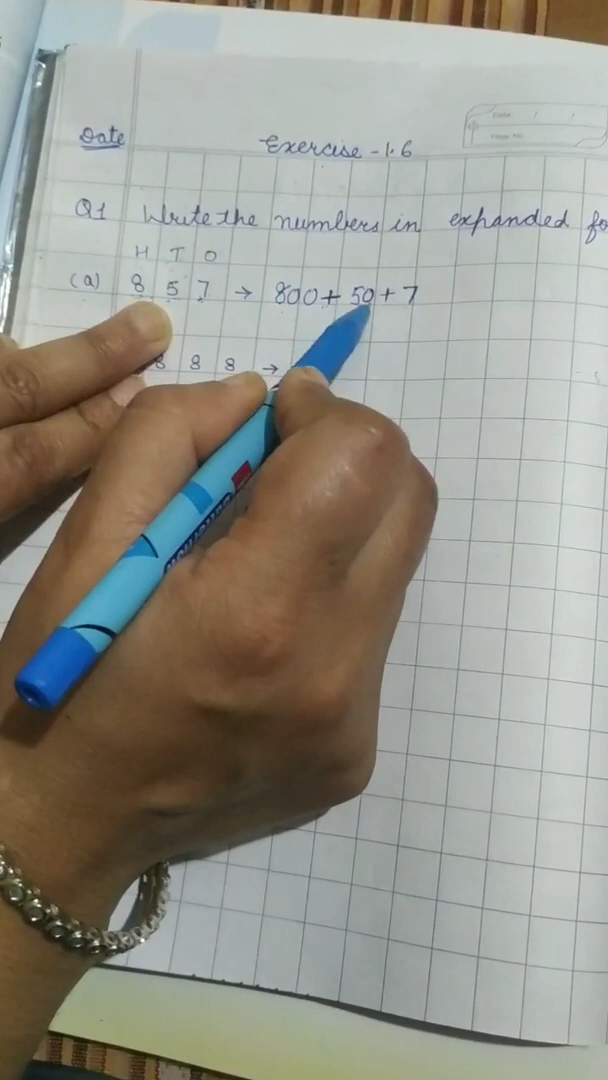 Date
Exercise - 1.6
Q1 Write the numbers in expanded fo
H T O
(a) 8 5 7 → 800 + 50 + 7
8 8 8 →